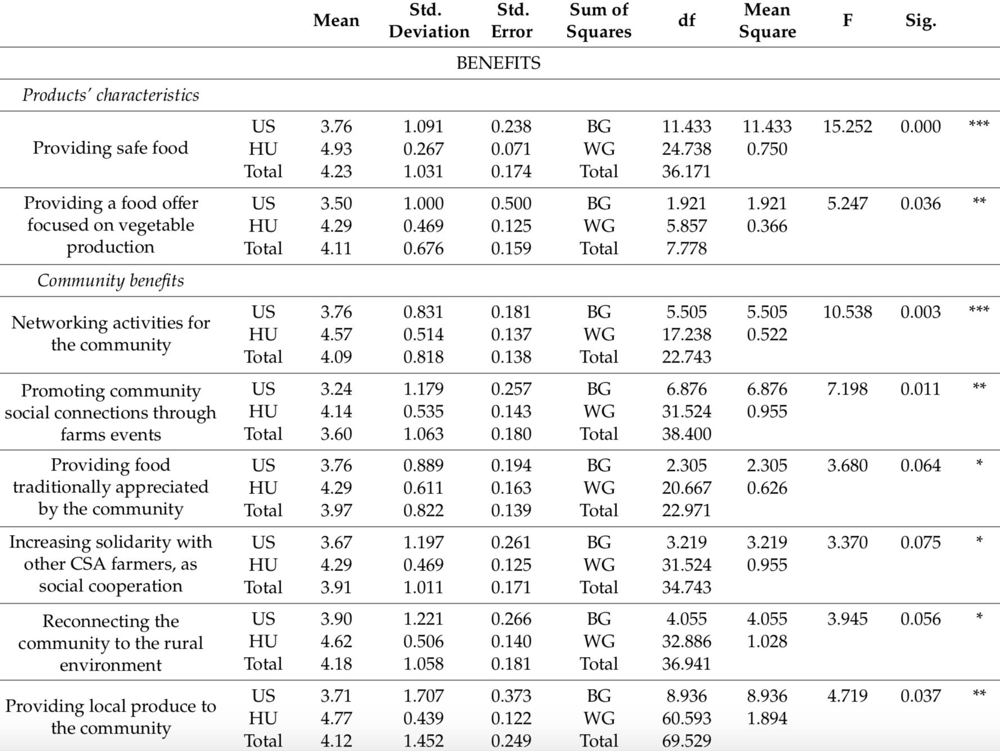 Mean Std. Deviation Std. Error Sum of Squares df Mean Square F Sig.
BENEFITS
Products’ characteristics
Providing safe food
US 3.76 1.091 0.238 BG 11.433 11.433 15.252 0.000 ***
HU 4.93 0.267 0.071 WG 24.738 0.750
Total 4.23 1.031 0.174 Total 36.171
Providing a food offer
focused on vegetable
production
US 3.50 1.000 0.500 BG 1.921 1.921 5.247 0.036 **
HU 4.29 0.469 0.125 WG 5.857 0.366
Total 4.11 0.676 0.159 Total 7.778
Community benefits
Networking activities for
the community
US 3.76 0.831 0.181 BG 5.505 5.505 10.538 0.003 ***
HU 4.57 0.514 0.137 WG 17.238 0.522
Total 4.09 0.818 0.138 Total 22.743
Promoting community
social connections through
farms events
US 3.24 1.179 0.257 BG 6.876 6.876 7.198 0.011 **
HU 4.14 0.535 0.143 WG 31.524 0.955
Total 3.60 1.063 0.180 Total 38.400
Providing food
traditionally appreciated
by the community
US 3.76 0.889 0.194 BG 2.305 2.305 3.680 0.064 *
HU 4.29 0.611 0.163 WG 20.667 0.626
Total 3.97 0.822 0.139 Total 22.971
Increasing solidarity with
other CSA farmers, as
social cooperation
US 3.67 1.197 0.261 BG 3.219 3.219 3.370 0.075 *
HU 4.29 0.469 0.125 WG 31.524 0.955
Total 3.91 1.011 0.171 Total 34.743
Reconnecting the
community to the rural
environment
US 3.90 1.221 0.266 BG 4.055 4.055 3.945 0.056 *
HU 4.62 0.506 0.140 WG 32.886 1.028
Total 4.18 1.058 0.181 Total 36.941
Providing local produce to
the community
US 3.71 1.707 0.373 BG 8.936 8.936 4.719 0.037 **
HU 4.77 0.439 0.122 WG 60.593 1.894
Total 4.12 1.452 0.249 Total 69.529